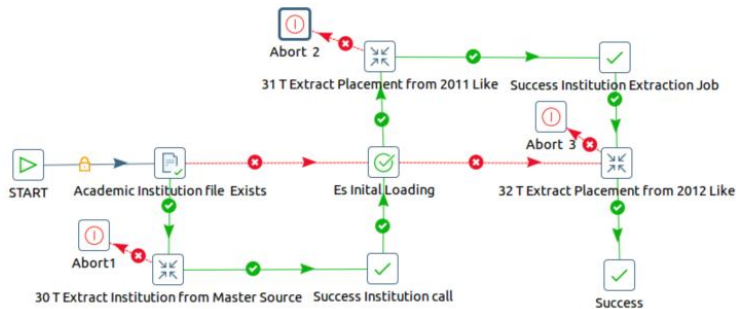 Abort 2
31 T Extract Placement from 2011 Like
Success Institution Extraction Job
Abort 3
START
Academic Institution file Exists
Es Inital Loading
32 T Extract Placement from 2012 Like
Abort1
30 T Extract Institution from Master Source
Success Institution call
Success